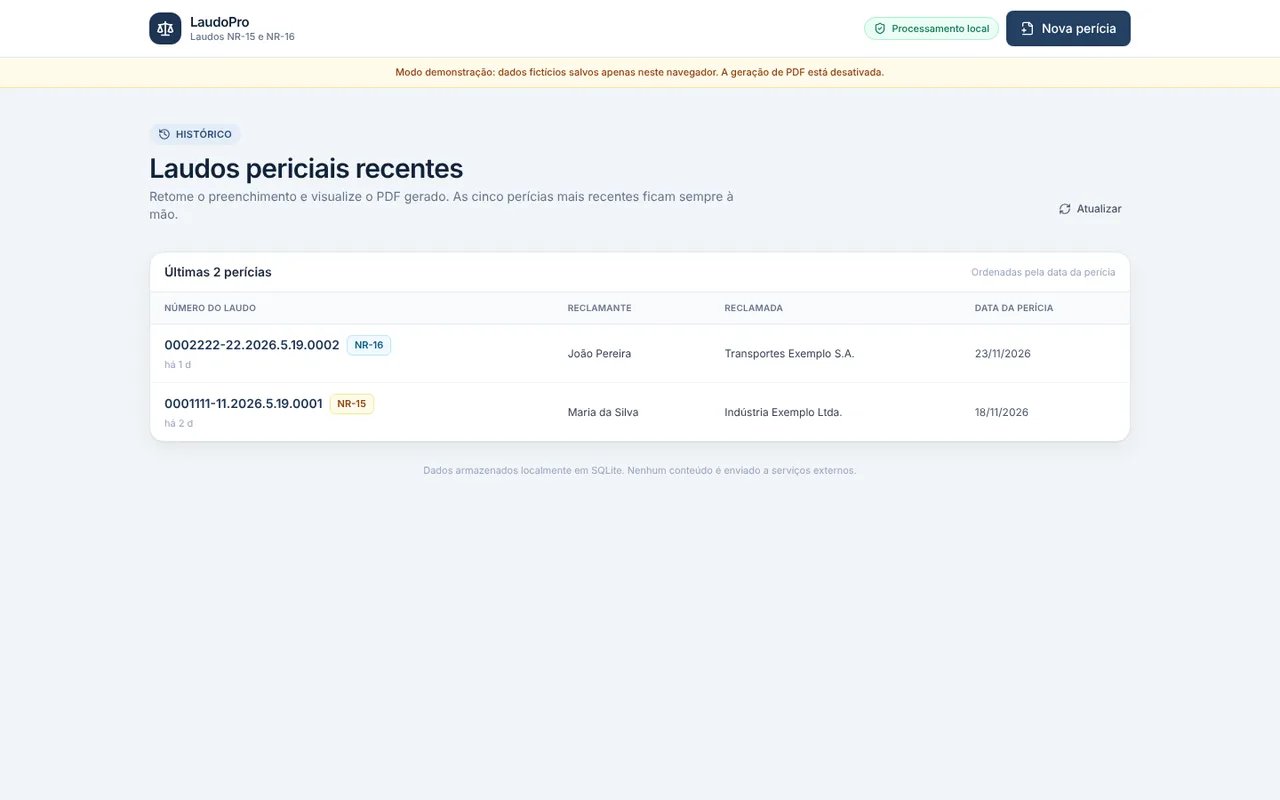 LaudoPro
Laudos NR-15 e NR-16
Processamento local
Nova perícia
Modo demonstração: dados fictícios salvos apenas neste navegador. A geração de PDF está desativada.
HISTÓRICO
Laudos periciais recentes
Retome o preenchimento e visualize o PDF gerado. As cinco perícias mais recentes ficam sempre à
mão.
Atualizar
Últimas 2 perícias
Ordenadas pela data da perícia
NÚMERO DO LAUDO RECLAMANTE RECLAMADA DATA DA PERÍCIA
0002222-22.2026.5.19.0002 NR-16 João Pereira Transportes Exemplo S.A. 23/11/2026
há 1 d
0001111-11.2026.5.19.0001 NR-15 Maria da Silva Indústria Exemplo Ltda. 18/11/2026
há 2 d
Dados armazenados localmente em SQLite. Nenhum conteúdo é enviado a serviços externos.